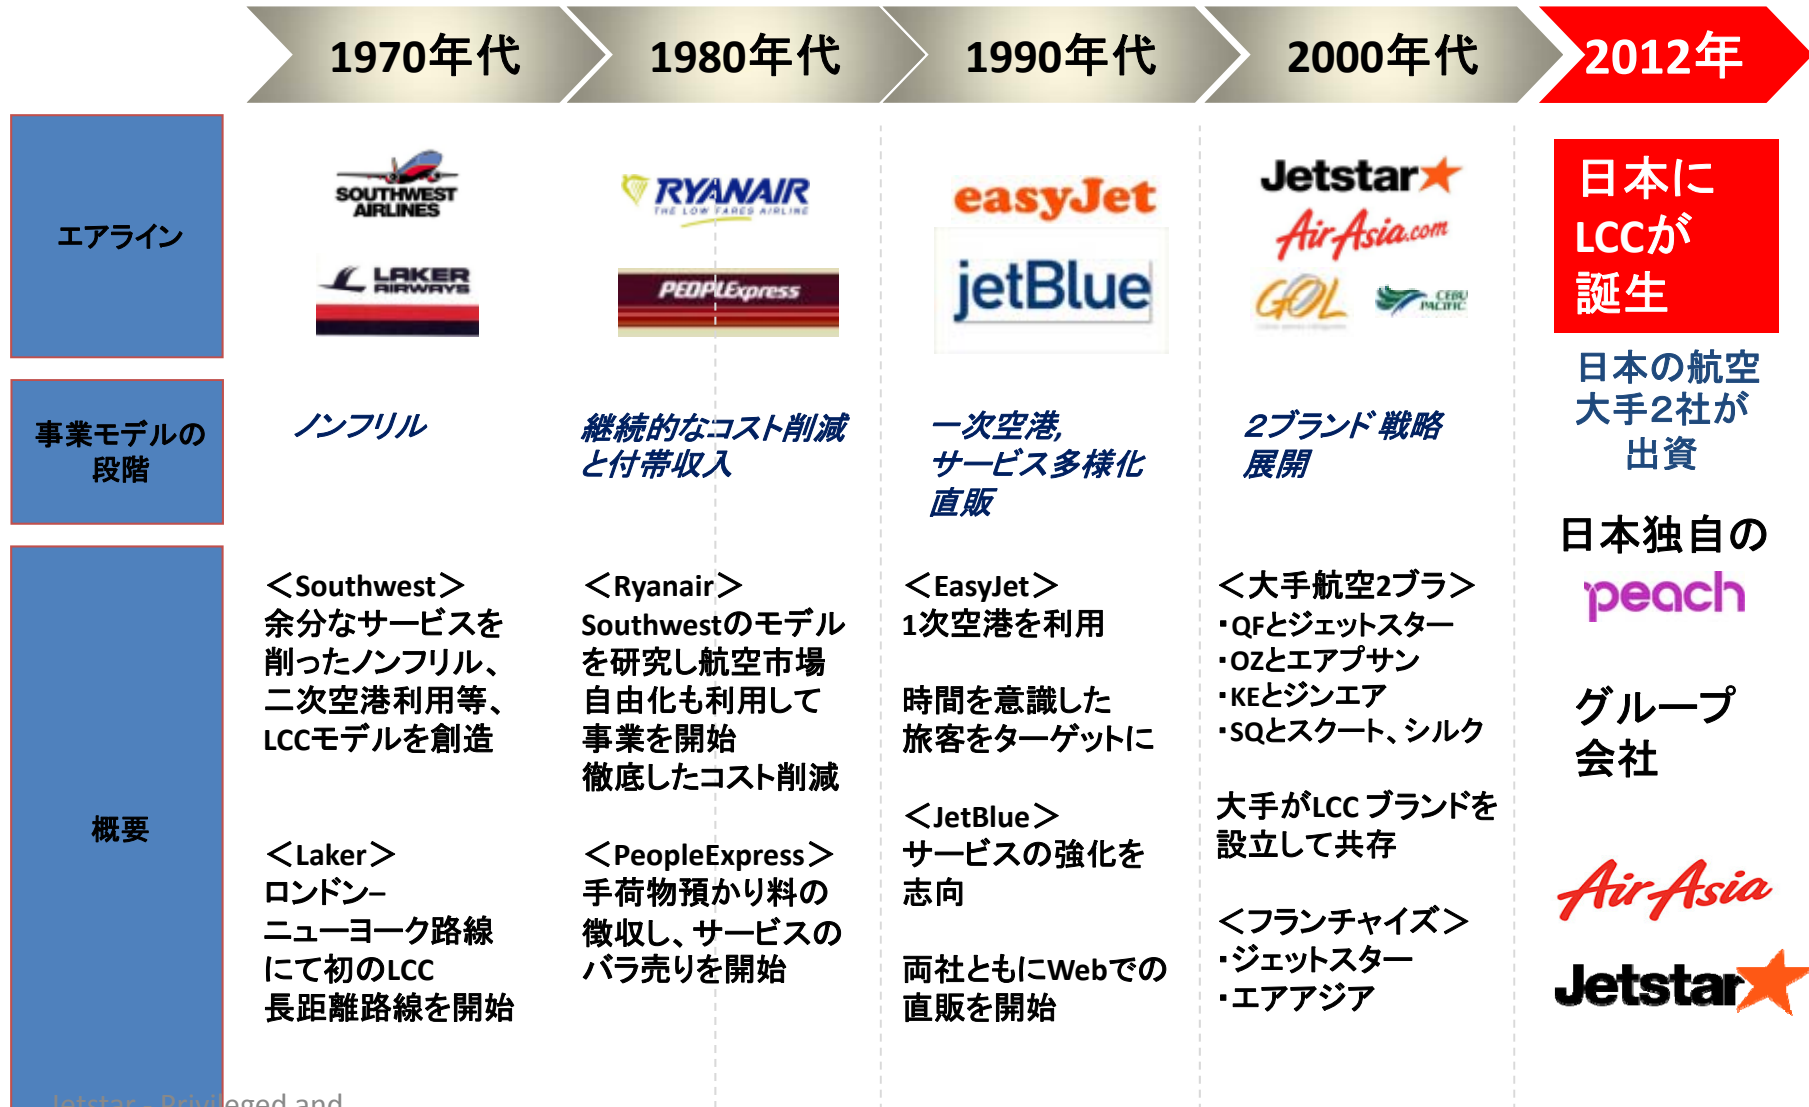 1970年代
1980年代
1990年代
2000年代
2012年
エアライン
SOUTHWEST
AIRLINES
LAKER
AIRWAYS
RYANAIR
THE LOW FARES AIRLINE
PEOPLExpress
easyJet
jetBlue
Jetstar
AirAsia.com
GOL
CEBU
PACIFIC
日本に
LCCが
誕生
事業モデルの
段階
ノンフリル
継続的なコスト削減
と付帯収入
一次空港,
サービス多様化
直販
2ブランド 戦略
展開
日本の航空
大手2社が
出資
概要
＜Southwest＞
余分なサービスを
削ったノンフリル、
二次空港利用等、
LCCモデルを創造
＜Laker＞
ロンドン–
ニューヨーク路線
にて初のLCC
長距離路線を開始
＜Ryanair＞
Southwestのモデル
を研究し航空市場
自由化も利用して
事業を開始
徹底したコスト削減
＜PeopleExpress＞
手荷物預かり料の
徴収し、サービスの
バラ売りを開始
＜EasyJet＞
1次空港を利用
時間を意識した
旅客をターゲットに
＜JetBlue＞
サービスの強化を
志向
両社ともにWebでの
直販を開始
＜大手航空2ブラ＞
･QFとジェットスター
･OZとエアプサン
･KEとジンエア
･SQとスクート、シルク
大手がLCC ブランドを
設立して共存
＜フランチャイズ＞
･ジェットスター
･エアアジア
日本独自の
peach
グループ
会社
AirAsia
Jetstar
Jetstar - Privileged and